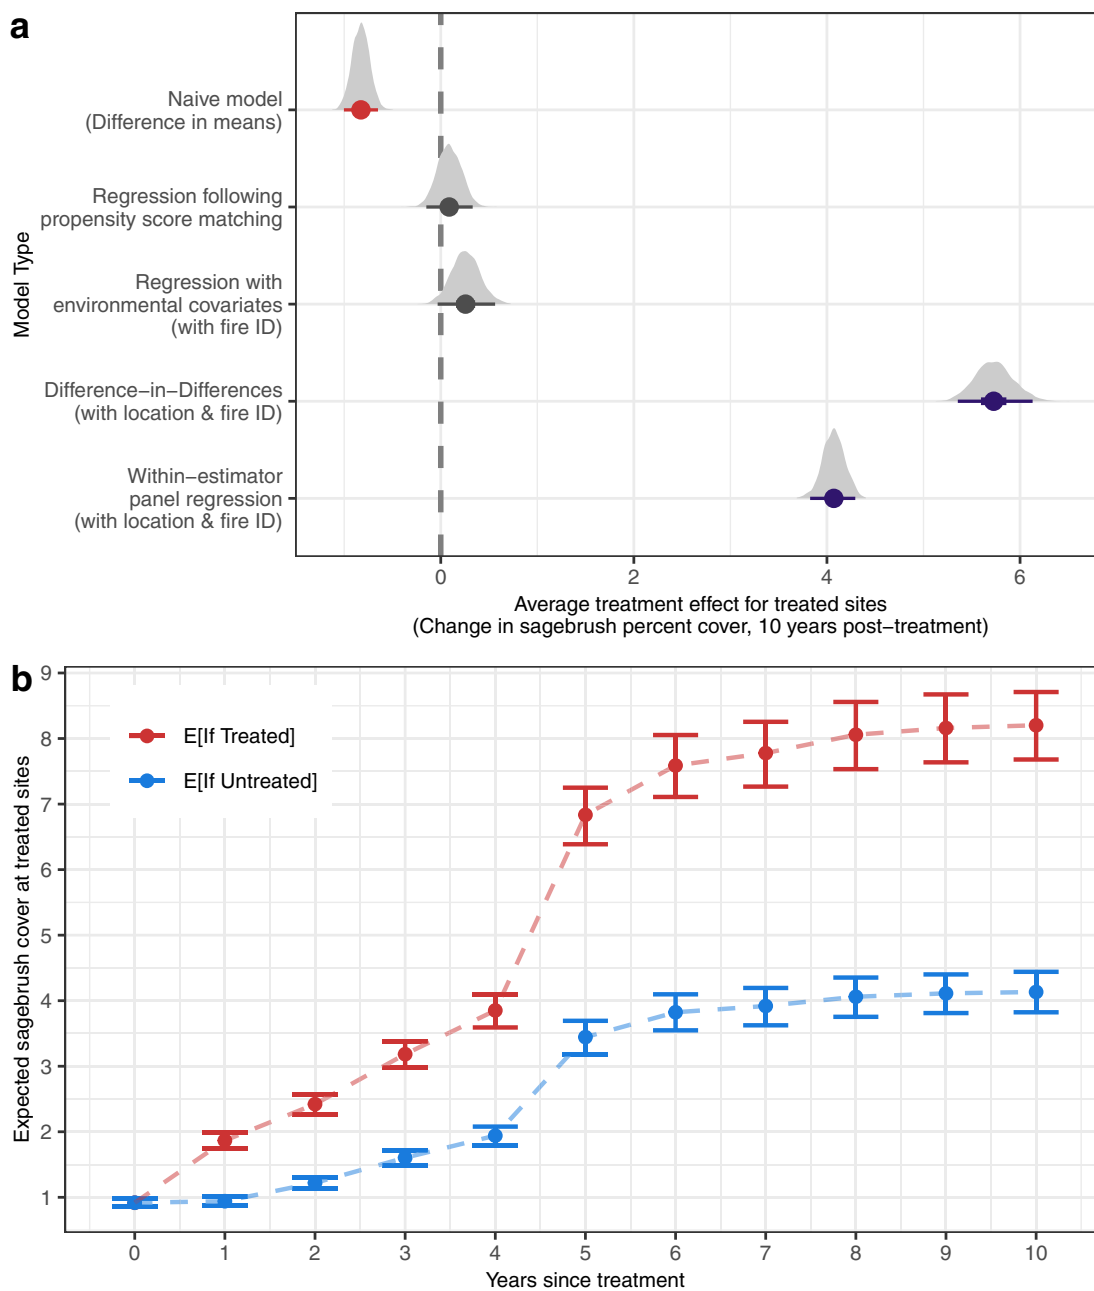 a
Model Type
Naive model
(Difference in means)
Regression following
propensity score matching
Regression with
environmental covariates
(with fire ID)
Difference−in−Differences
(with location & fire ID)
Within−estimator
panel regression
(with location & fire ID)
0 2 4 6
Average treatment effect for treated sites
(Change in sagebrush percent cover, 10 years post−treatment)
b
Expected sagebrush cover at treated sites
9
8
7
6
5
4
3
2
1
E[If Treated]
E[If Untreated]
0 1 2 3 4 5 6 7 8 9 10
Years since treatment